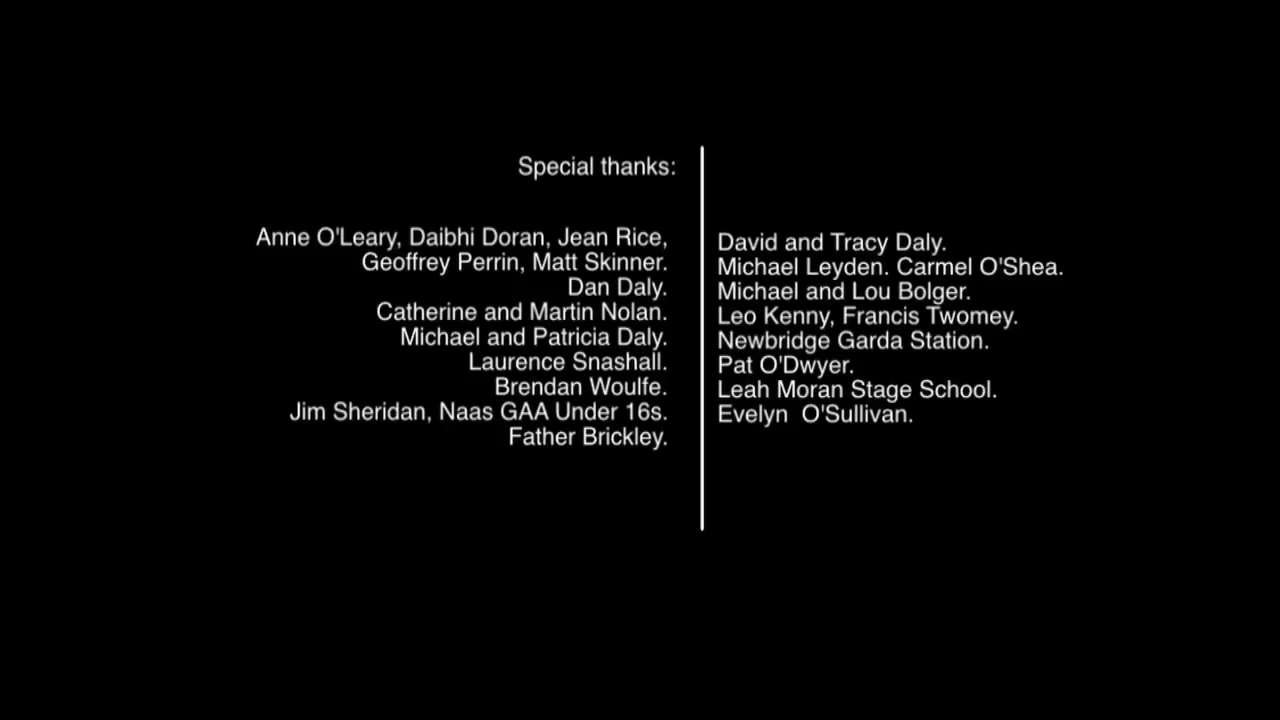 Special thanks:
Anne O'Leary, Daibhi Doran, Jean Rice,
Geoffrey Perrin, Matt Skinner.
Dan Daly.
Catherine and Martin Nolan.
Michael and Patricia Daly.
Laurence Snashall.
Brendan Woulfe.
Jim Sheridan, Naas GAA Under 16s.
Father Brickley.
David and Tracy Daly.
Michael Leyden. Carmel O'Shea.
Michael and Lou Bolger.
Leo Kenny, Francis Twomey.
Newbridge Garda Station.
Pat O'Dwyer.
Leah Moran Stage School.
Evelyn  O'Sullivan.